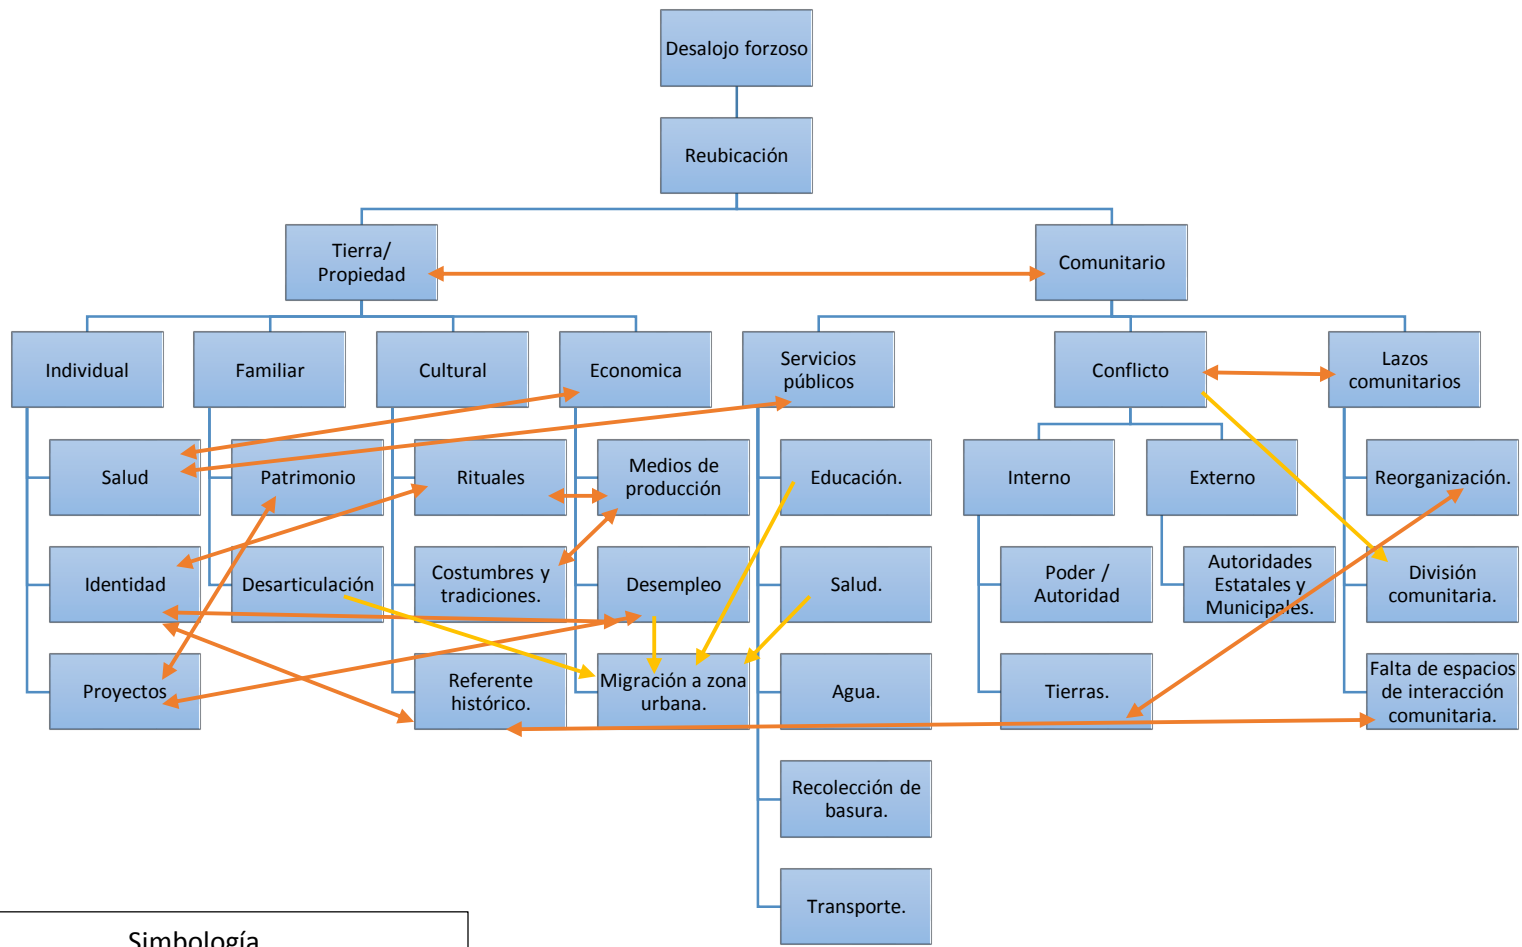 Desalojo forzoso
Reubicación
Tierra/
Propiedad
Comunitario
Individual
Familiar
Cultural
Economica
Servicios
públicos
Conflicto
Lazos
comunitarios
Salud
Patrimonio
Rituales
Medios de
producción
Educación.
Interno
Externo
Reorganización.
Identidad
Desarticulación
Costumbres y
tradiciones.
Desempleo
Salud.
Poder /
Autoridad
Autoridades
Estatales y
Municipales.
División
comunitaria.
Proyectos
Referente
histórico.
Migración a zona
urbana.
Agua.
Tierras.
Falta de espacios
de interacción
comunitaria.
Recolección de
basura.
Transporte.
Simbología